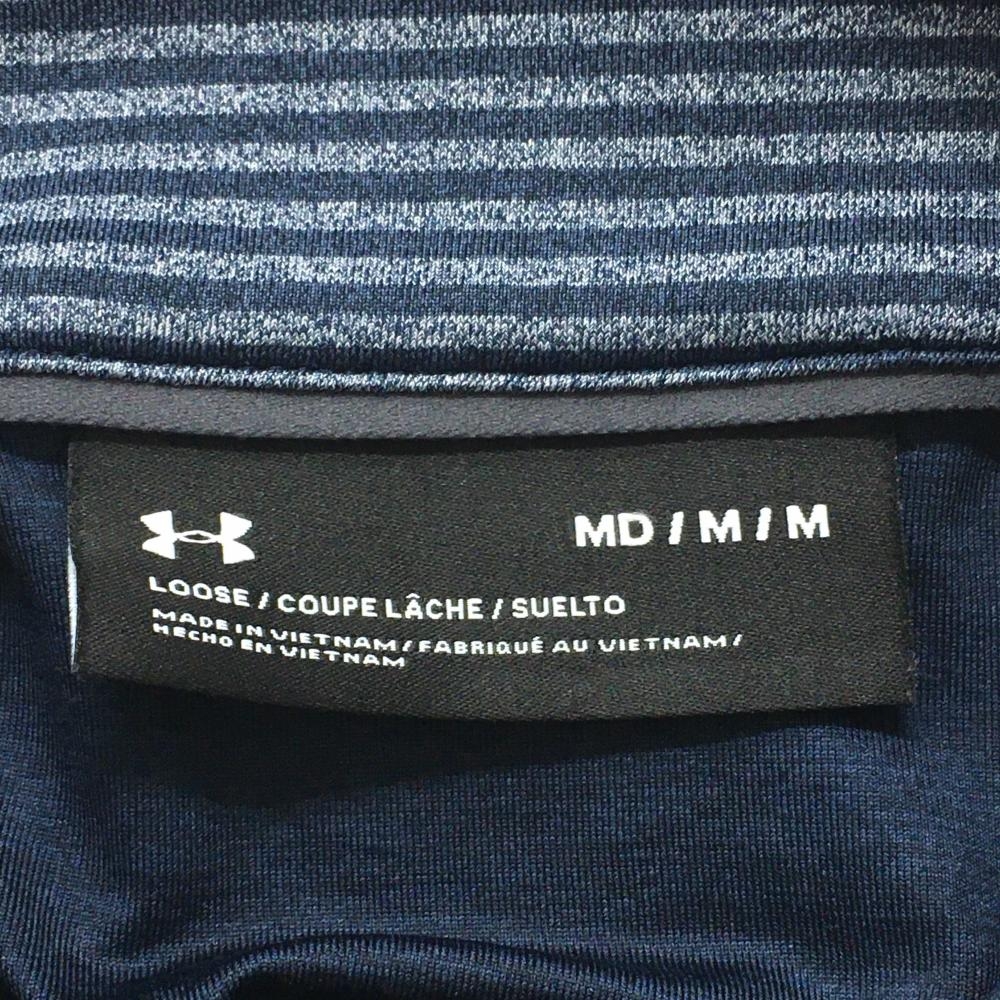 MD / M / M
LOOSE / COUPE LÂCHE / SUELTO
MADE IN VIETNAM / FABRIQUÉ AU VIETNAM /
HECHO EN VIETNAM